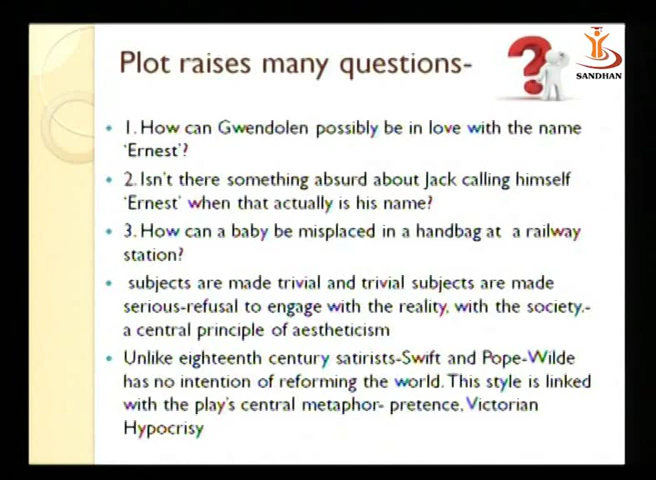 Plot raises many questions-
SANDHAN
• 1. How can Gwendolen possibly be in love with the name
'Ernest'?
• 2. Isn't there something absurd about Jack calling himself
'Ernest' when that actually is his name?
• 3. How can a baby be misplaced in a handbag at a railway
station?
• subjects are made trivial and trivial subjects are made
serious-refusal to engage with the reality, with the society,-
a central principle of aestheticism
• Unlike eighteenth century satirists-Swift and Pope-Wilde
has no intention of reforming the world. This style is linked
with the play's central metaphor- pretence, Victorian
Hypocrisy